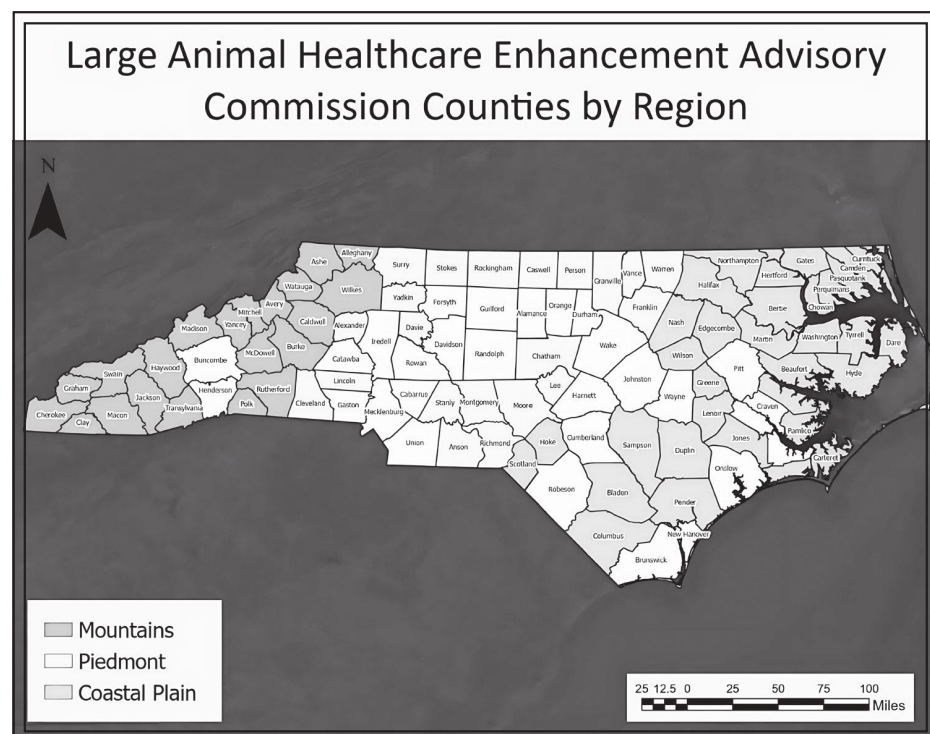 Large Animal Healthcare Enhancement Advisory
Commission Counties by Region
N
Alleghany
Ashe
Surry
Stokes
Rockingham
Caswell
Person
Granville
Vance
Warren
Northampton
Gates
Currituck
Camden
Pasquotank
Perquimans
Chowan
Hertford
Halifax
Bertie
Watauga
Wilkes
Yadkin
Forsyth
Guilford
Alamance
Orange
Durham
Franklin
Nash
Edgecombe
Martin
Washington
Tyrrell
Dare
Avery
Mitchell
Yancey
Madison
Caldwell
Alexander
Iredell
Davie
Davidson
Randolph
Chatham
Wake
Wilson
Pitt
Beaufort
Hyde
Burke
McDowell
Buncombe
Haywood
Swain
Graham
Catawba
Rowan
Johnston
Greene
Lincoln
Cabarrus
Lee
Harnett
Wayne
Lenoir
Craven
Pamlico
Cherokee
Clay
Macon
Jackson
Transylvania
Henderson
Polk
Rutherford
Cleveland
Gaston
Mecklenburg
Stanly
Montgomery
Moore
Cumberland
Sampson
Duplin
Jones
Carteret
Onslow
Union
Anson
Richmond
Scotland
Hoke
Robeson
Bladen
Pender
Columbus
New Hanover
Brunswick
Mountains
Piedmont
Coastal Plain
25 12.5 0 25 50 75 100
Miles